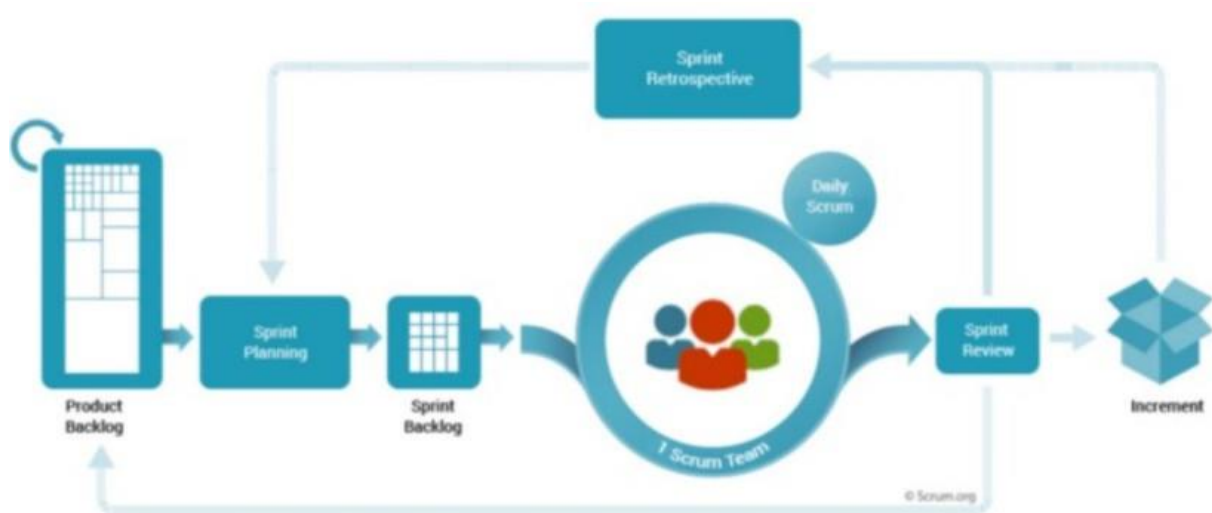 Sprint
Retrospective
Daily
Scrum
Sprint
Planning
Sprint
Review
Product
Backlog
Sprint
Backlog
Increment
1 Scrum Team
© Scrum.org